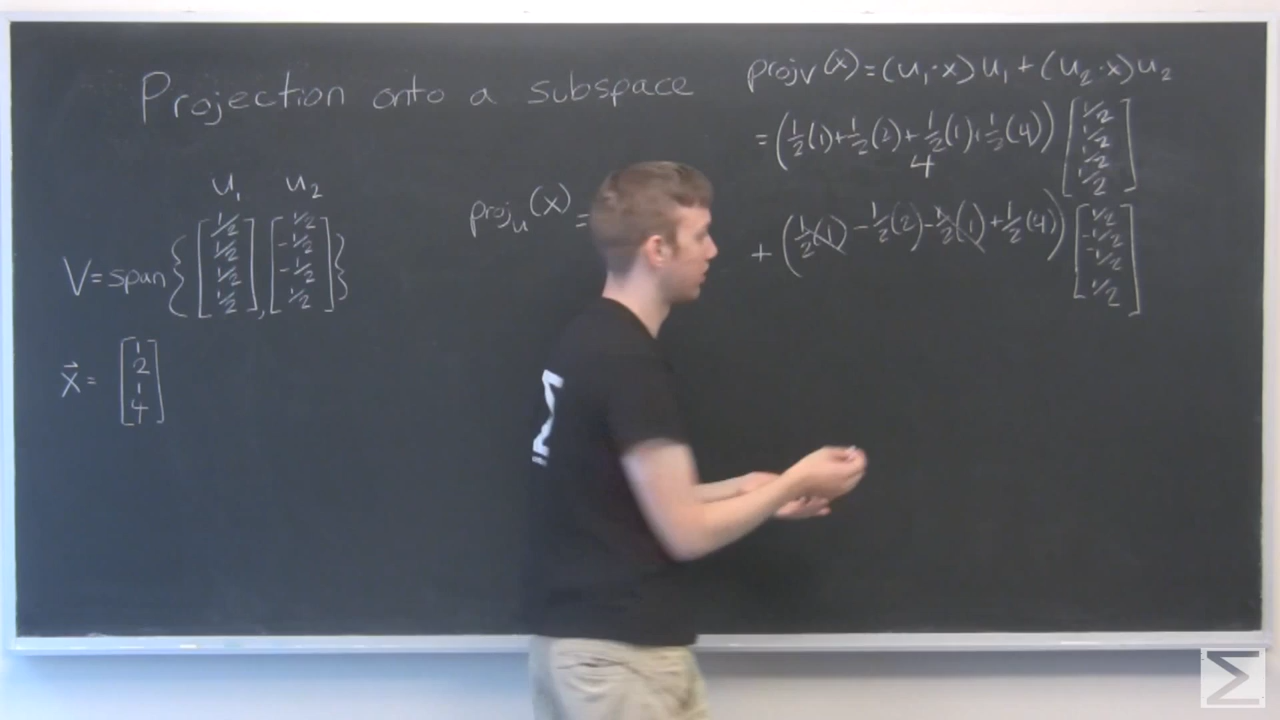 Projection onto a subspace
u₁ u₂
V = span { [1/2 1/2 1/2 1/2], [1/2 -1/2 -1/2 1/2] }
x⃗ = [1 2 1 4]
proj_u (x) =
proj_V (x) = (u₁·x) u₁ + (u₂·x) u₂
= (1/2(1) + 1/2(2) + 1/2(1) + 1/2(4)) [1/2 1/2 1/2 1/2]
4
+ (1/2(1) - 1/2(2) - 1/2(1) + 1/2(4)) [1/2 -1/2 -1/2 1/2]
Σ
Σ